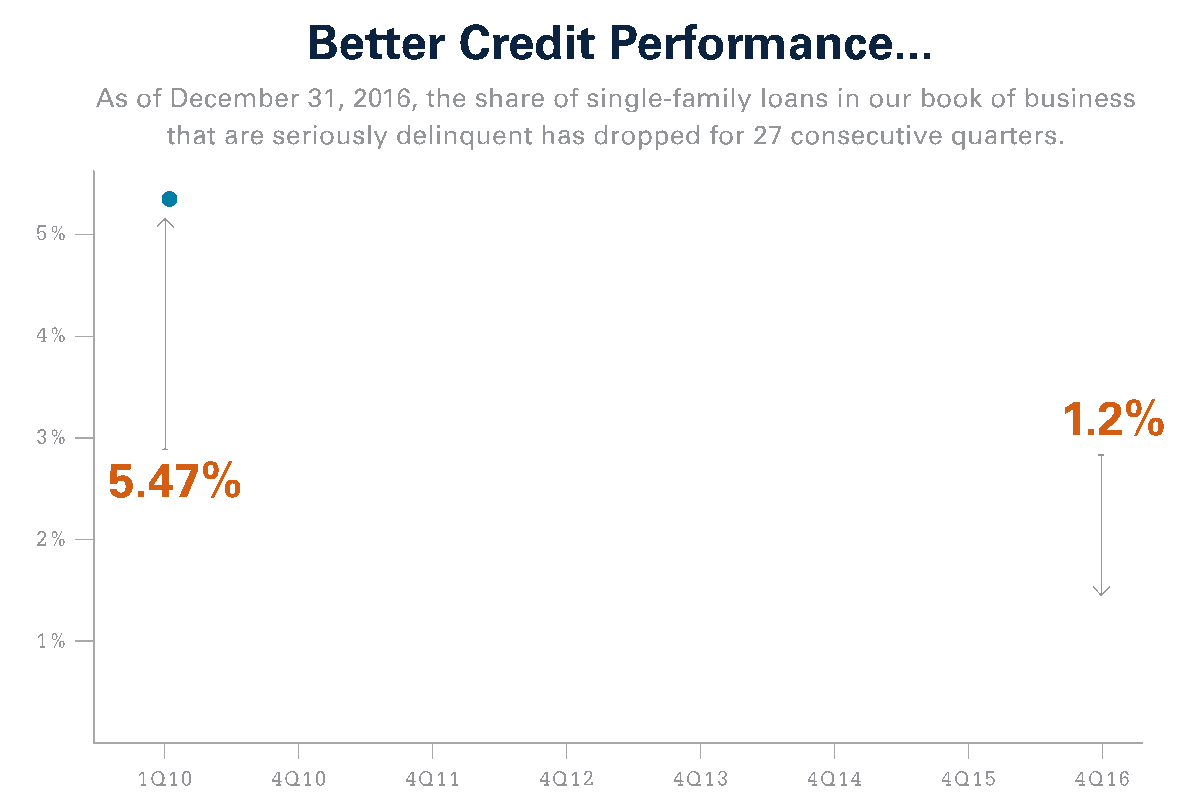 Better Credit Performance...
As of December 31, 2016, the share of single-family loans in our book of business
that are seriously delinquent has dropped for 27 consecutive quarters.
5%
4%
3%
2%
1%
5.47%
1.2%
1Q10 4Q10 4Q11 4Q12 4Q13 4Q14 4Q15 4Q16